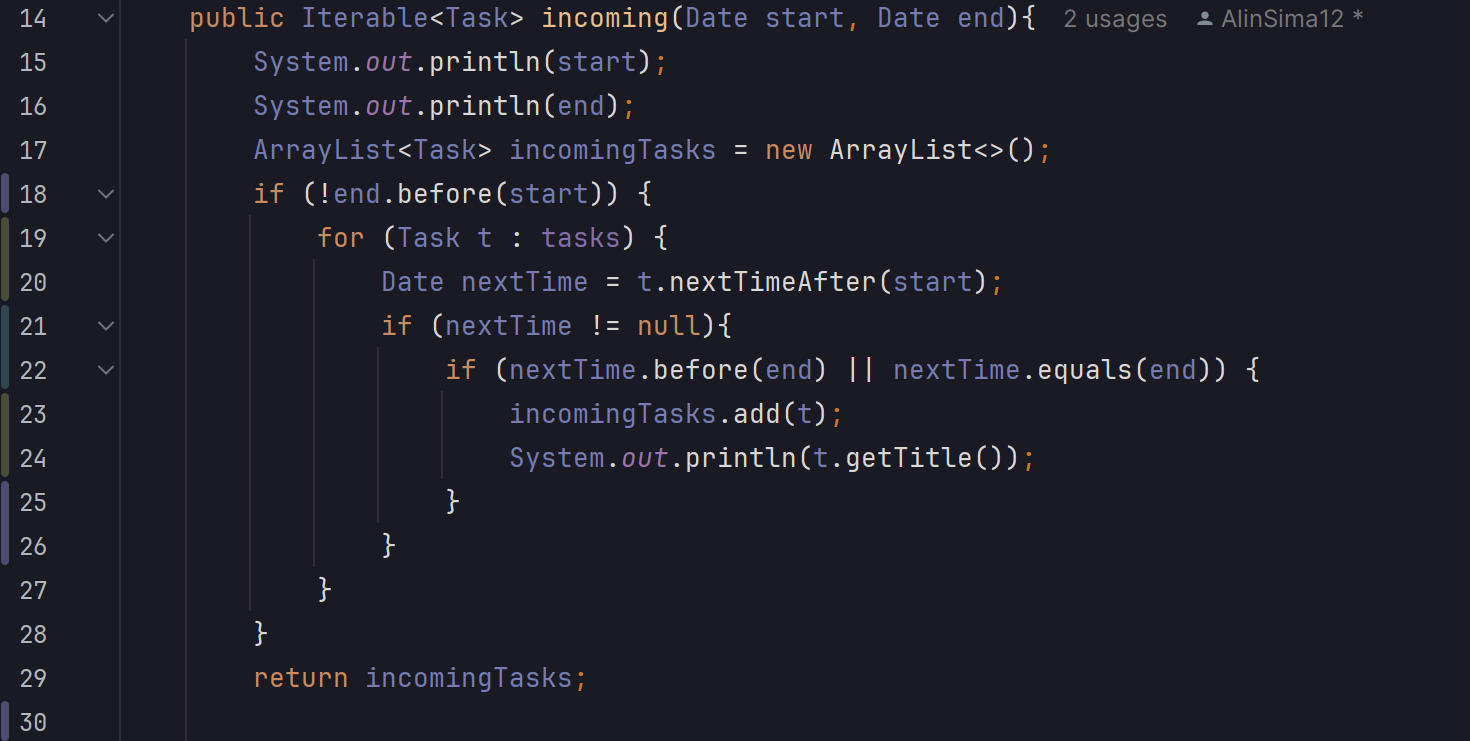 14 public Iterable<Task> incoming(Date start, Date end){ 2 usages AlinSima12 *
15 System.out.println(start);
16 System.out.println(end);
17 ArrayList<Task> incomingTasks = new ArrayList<>();
18 if (!end.before(start)) {
19 for (Task t : tasks) {
20 Date nextTime = t.nextTimeAfter(start);
21 if (nextTime != null){
22 if (nextTime.before(end) || nextTime.equals(end)) {
23 incomingTasks.add(t);
24 System.out.println(t.getTitle());
25 }
26 }
27 }
28 }
29 return incomingTasks;
30